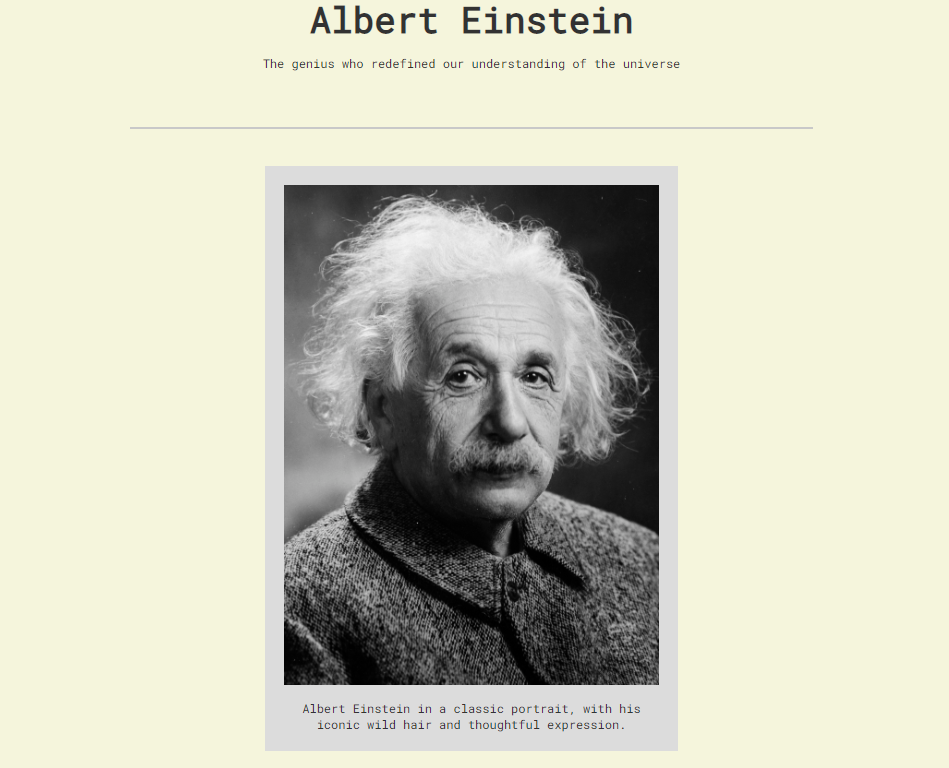 Albert Einstein
The genius who redefined our understanding of the universe
Albert Einstein in a classic portrait, with his
iconic wild hair and thoughtful expression.